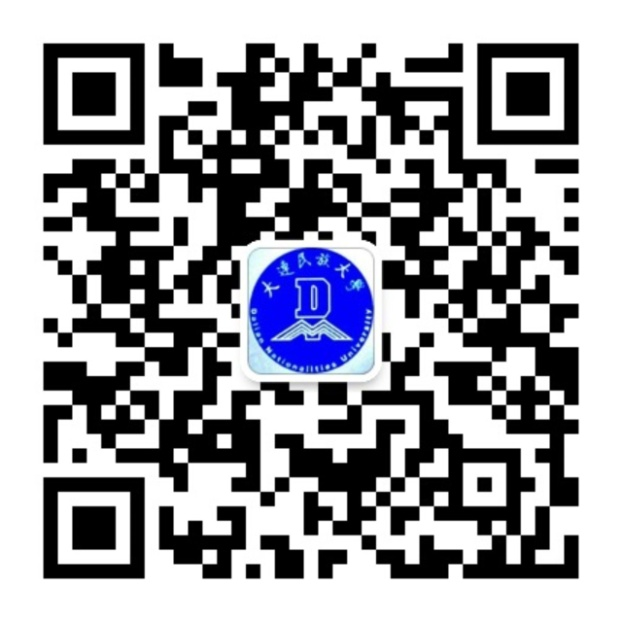 大连民族大学
D
Dalian Nationalities University